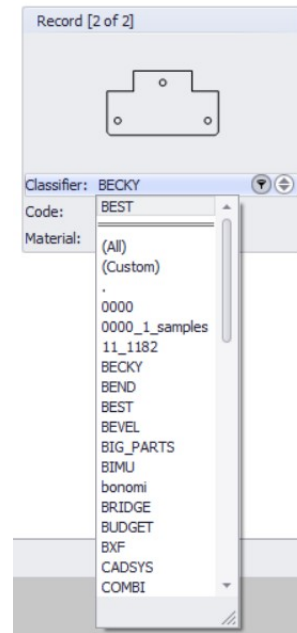 Record [2 of 2]
Classifier: BECKY
Code:
Material:
BEST
(All)
(Custom)
.
0000
0000_1_samples
11_1182
BECKY
BEND
BEST
BEVEL
BIG_PARTS
BIMU
bonomi
BRIDGE
BUDGET
BXF
CADSYS
COMBI